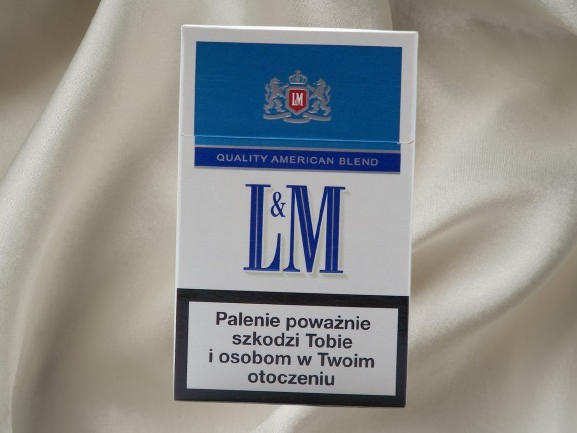 LM
QUALITY AMERICAN BLEND
L&M
Palenie poważnie
szkodzi Tobie
i osobom w Twoim
otoczeniu